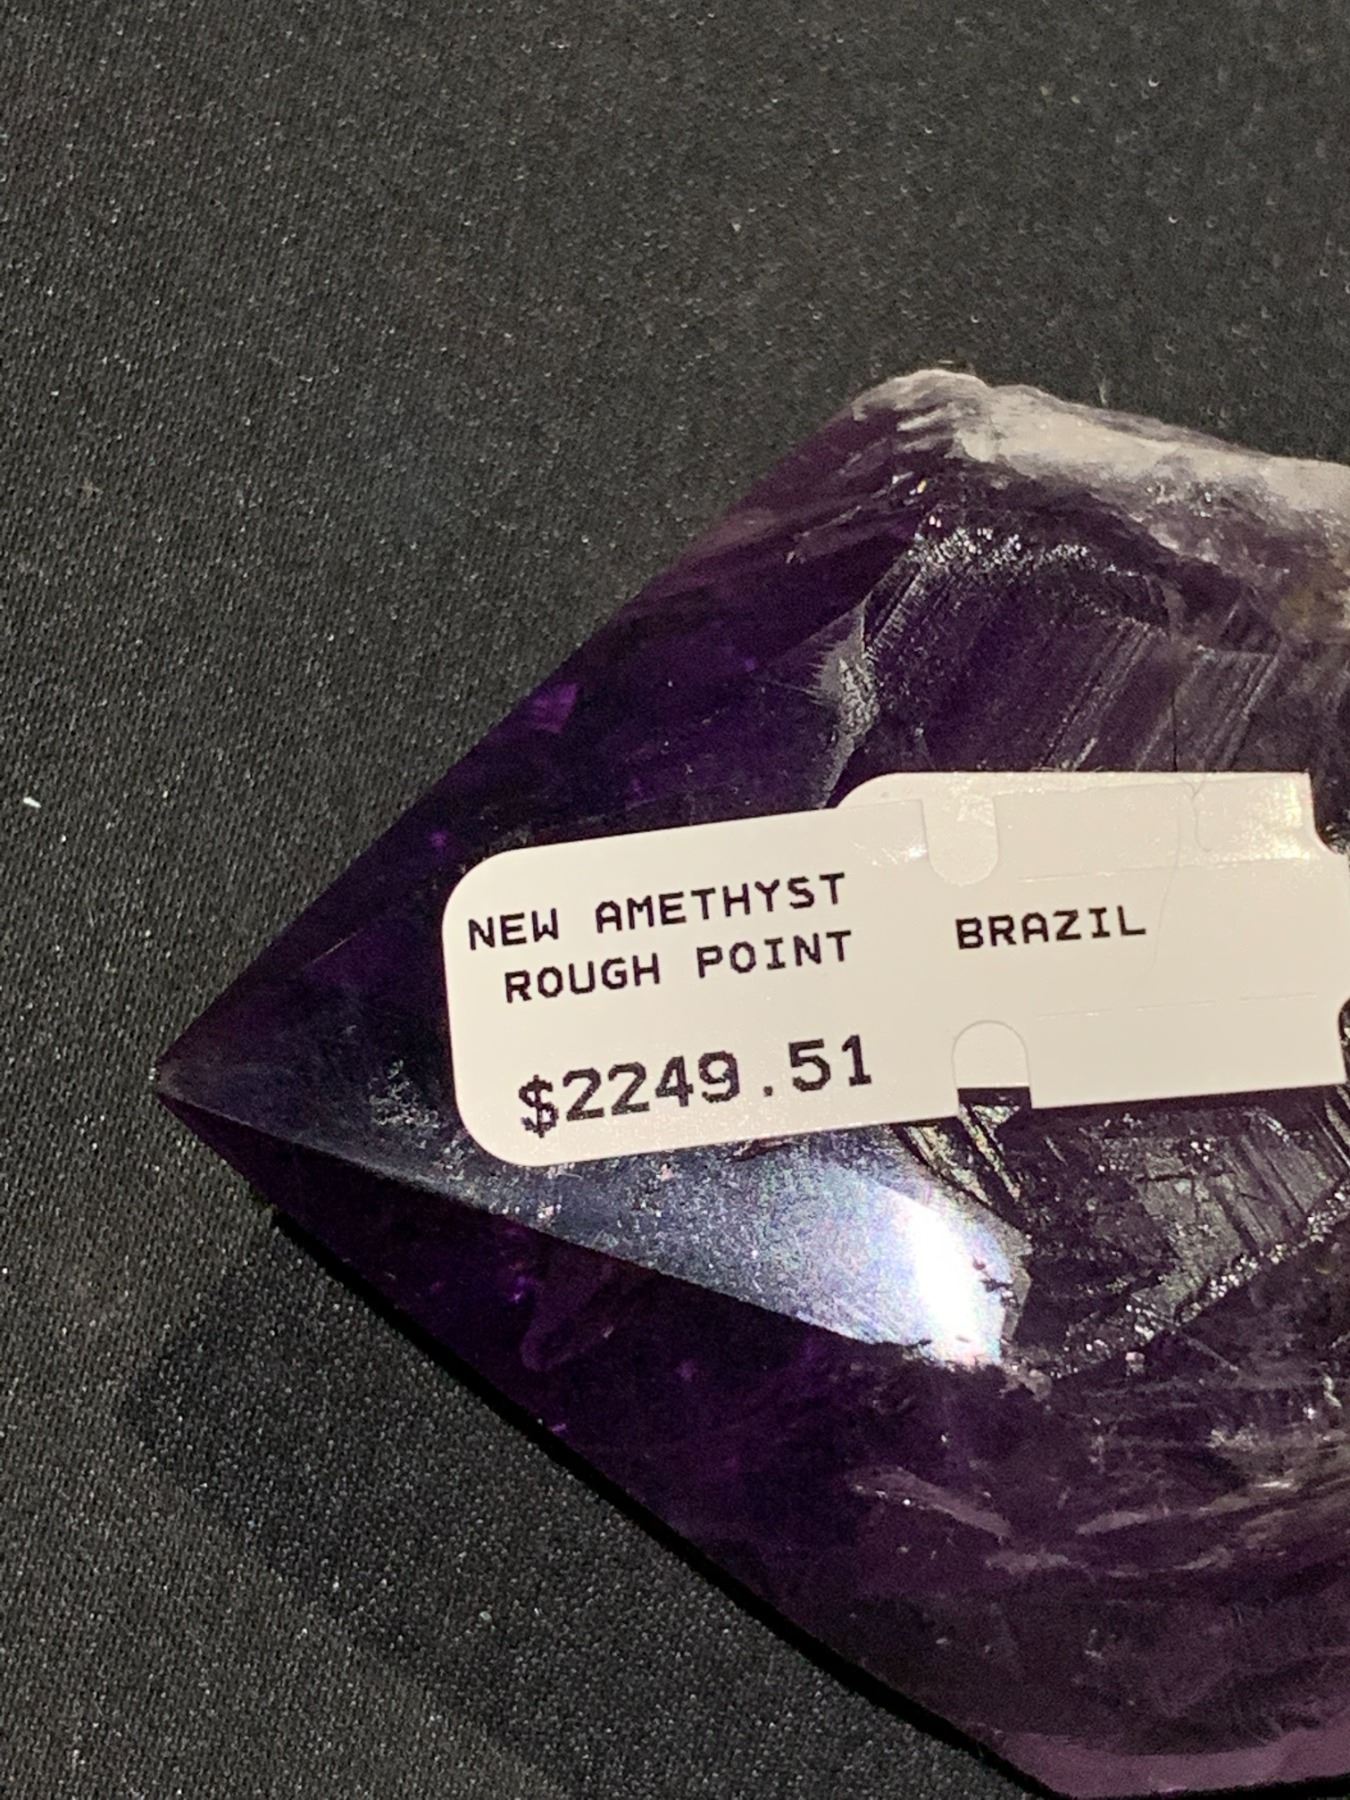 NEW AMETHYST
ROUGH POINT
$2249.51
BRAZIL